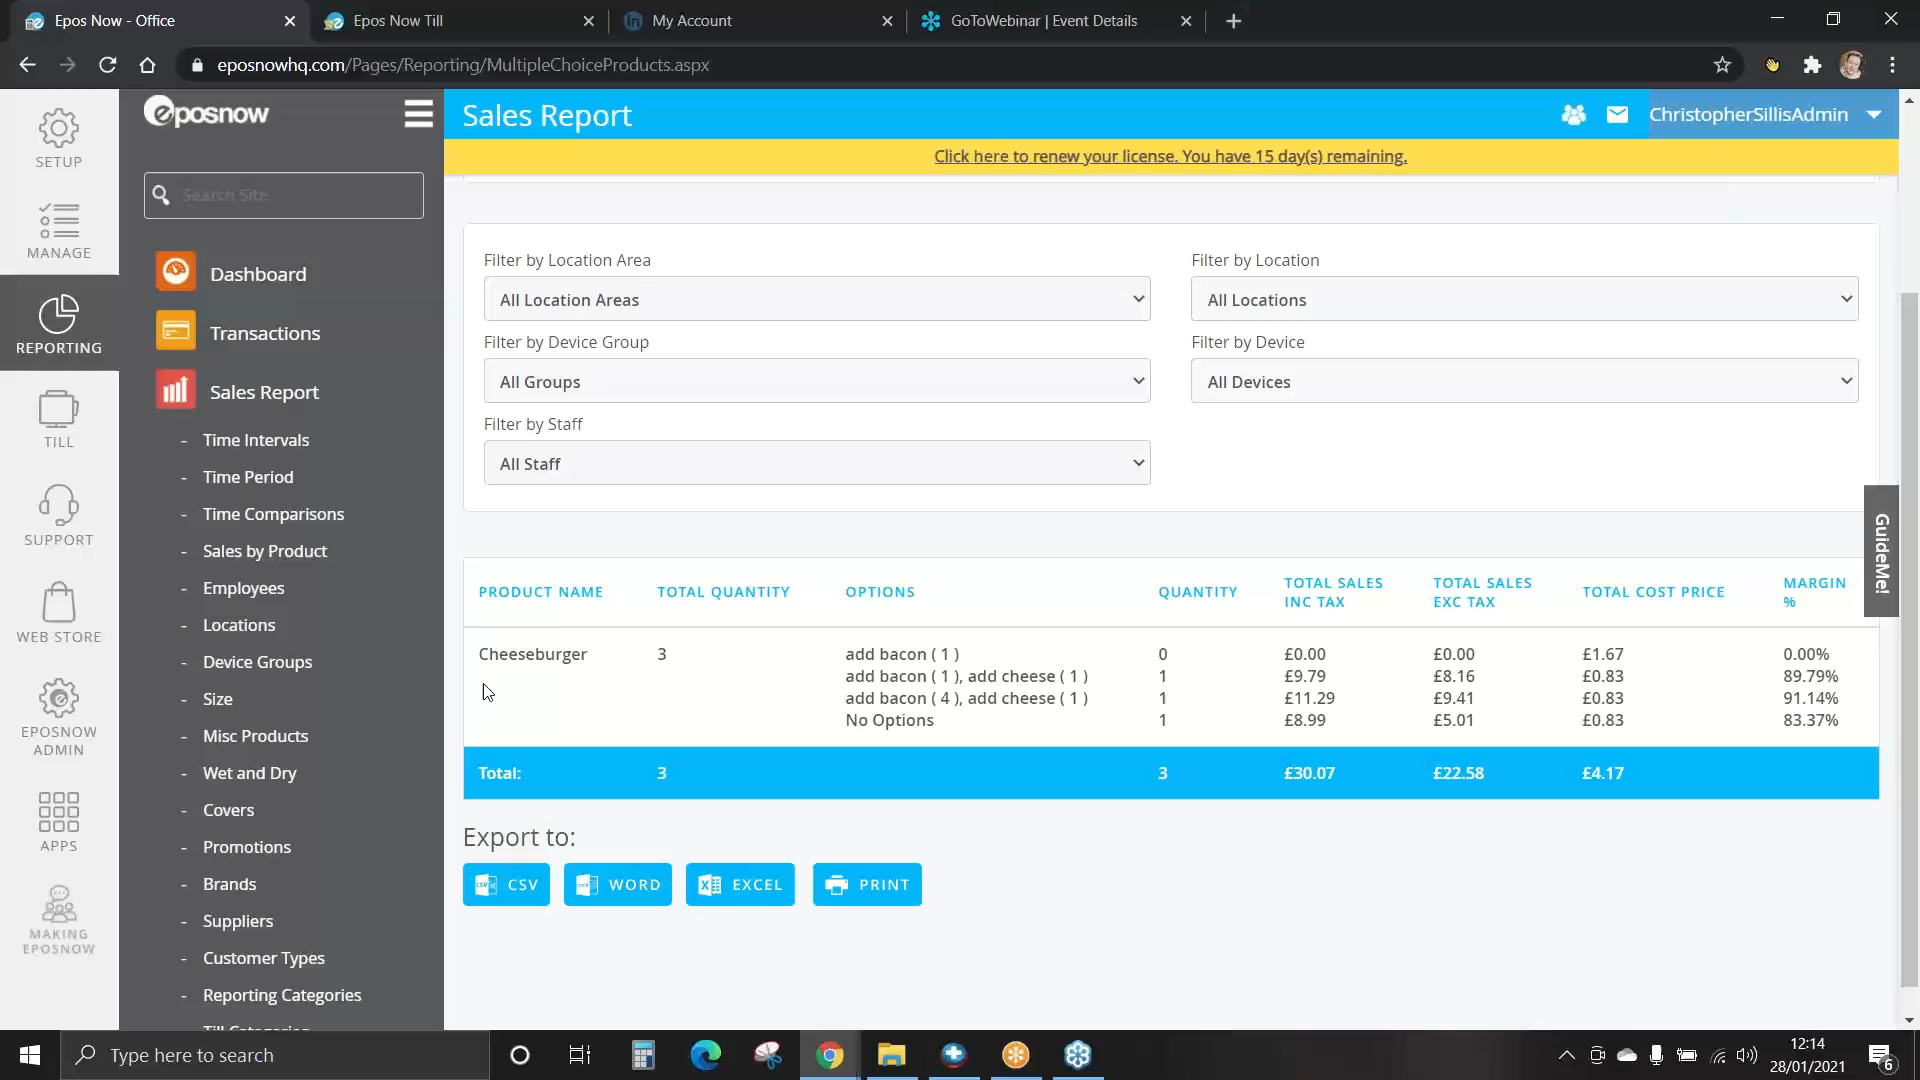 Epos Now - Office
Epos Now Till
My Account
GoToWebinar | Event Details
eposnowhq.com/Pages/Reporting/MultipleChoiceProducts.aspx
SETUP
MANAGE
REPORTING
TILL
SUPPORT
WEB STORE
EPOSNOW
ADMIN
APPS
MAKING
EPOSNOW
eposnow
Search Site
Dashboard
Transactions
Sales Report
- Time Intervals
- Time Period
- Time Comparisons
- Sales by Product
- Employees
- Locations
- Device Groups
- Size
- Misc Products
- Wet and Dry
- Covers
- Promotions
- Brands
- Suppliers
- Customer Types
- Reporting Categories
Till Categories
Sales Report
ChristopherSillisAdmin
Click here to renew your license. You have 15 day(s) remaining.
Filter by Location Area
All Location Areas
Filter by Location
All Locations
Filter by Device Group
All Groups
Filter by Device
All Devices
Filter by Staff
All Staff
GuideMe!
PRODUCT NAME TOTAL QUANTITY OPTIONS QUANTITY TOTAL SALES INC TAX TOTAL SALES EXC TAX TOTAL COST PRICE MARGIN %
Cheeseburger 3 add bacon ( 1 ) 0 £0.00 £0.00 £1.67 0.00%
add bacon ( 1 ), add cheese ( 1 ) 1 £9.79 £8.16 £0.83 89.79%
add bacon ( 4 ), add cheese ( 1 ) 1 £11.29 £9.41 £0.83 91.14%
No Options 1 £8.99 £5.01 £0.83 83.37%
Total: 3 3 £30.07 £22.58 £4.17
Export to:
CSV WORD EXCEL PRINT
Type here to search
12:14
28/01/2021
6